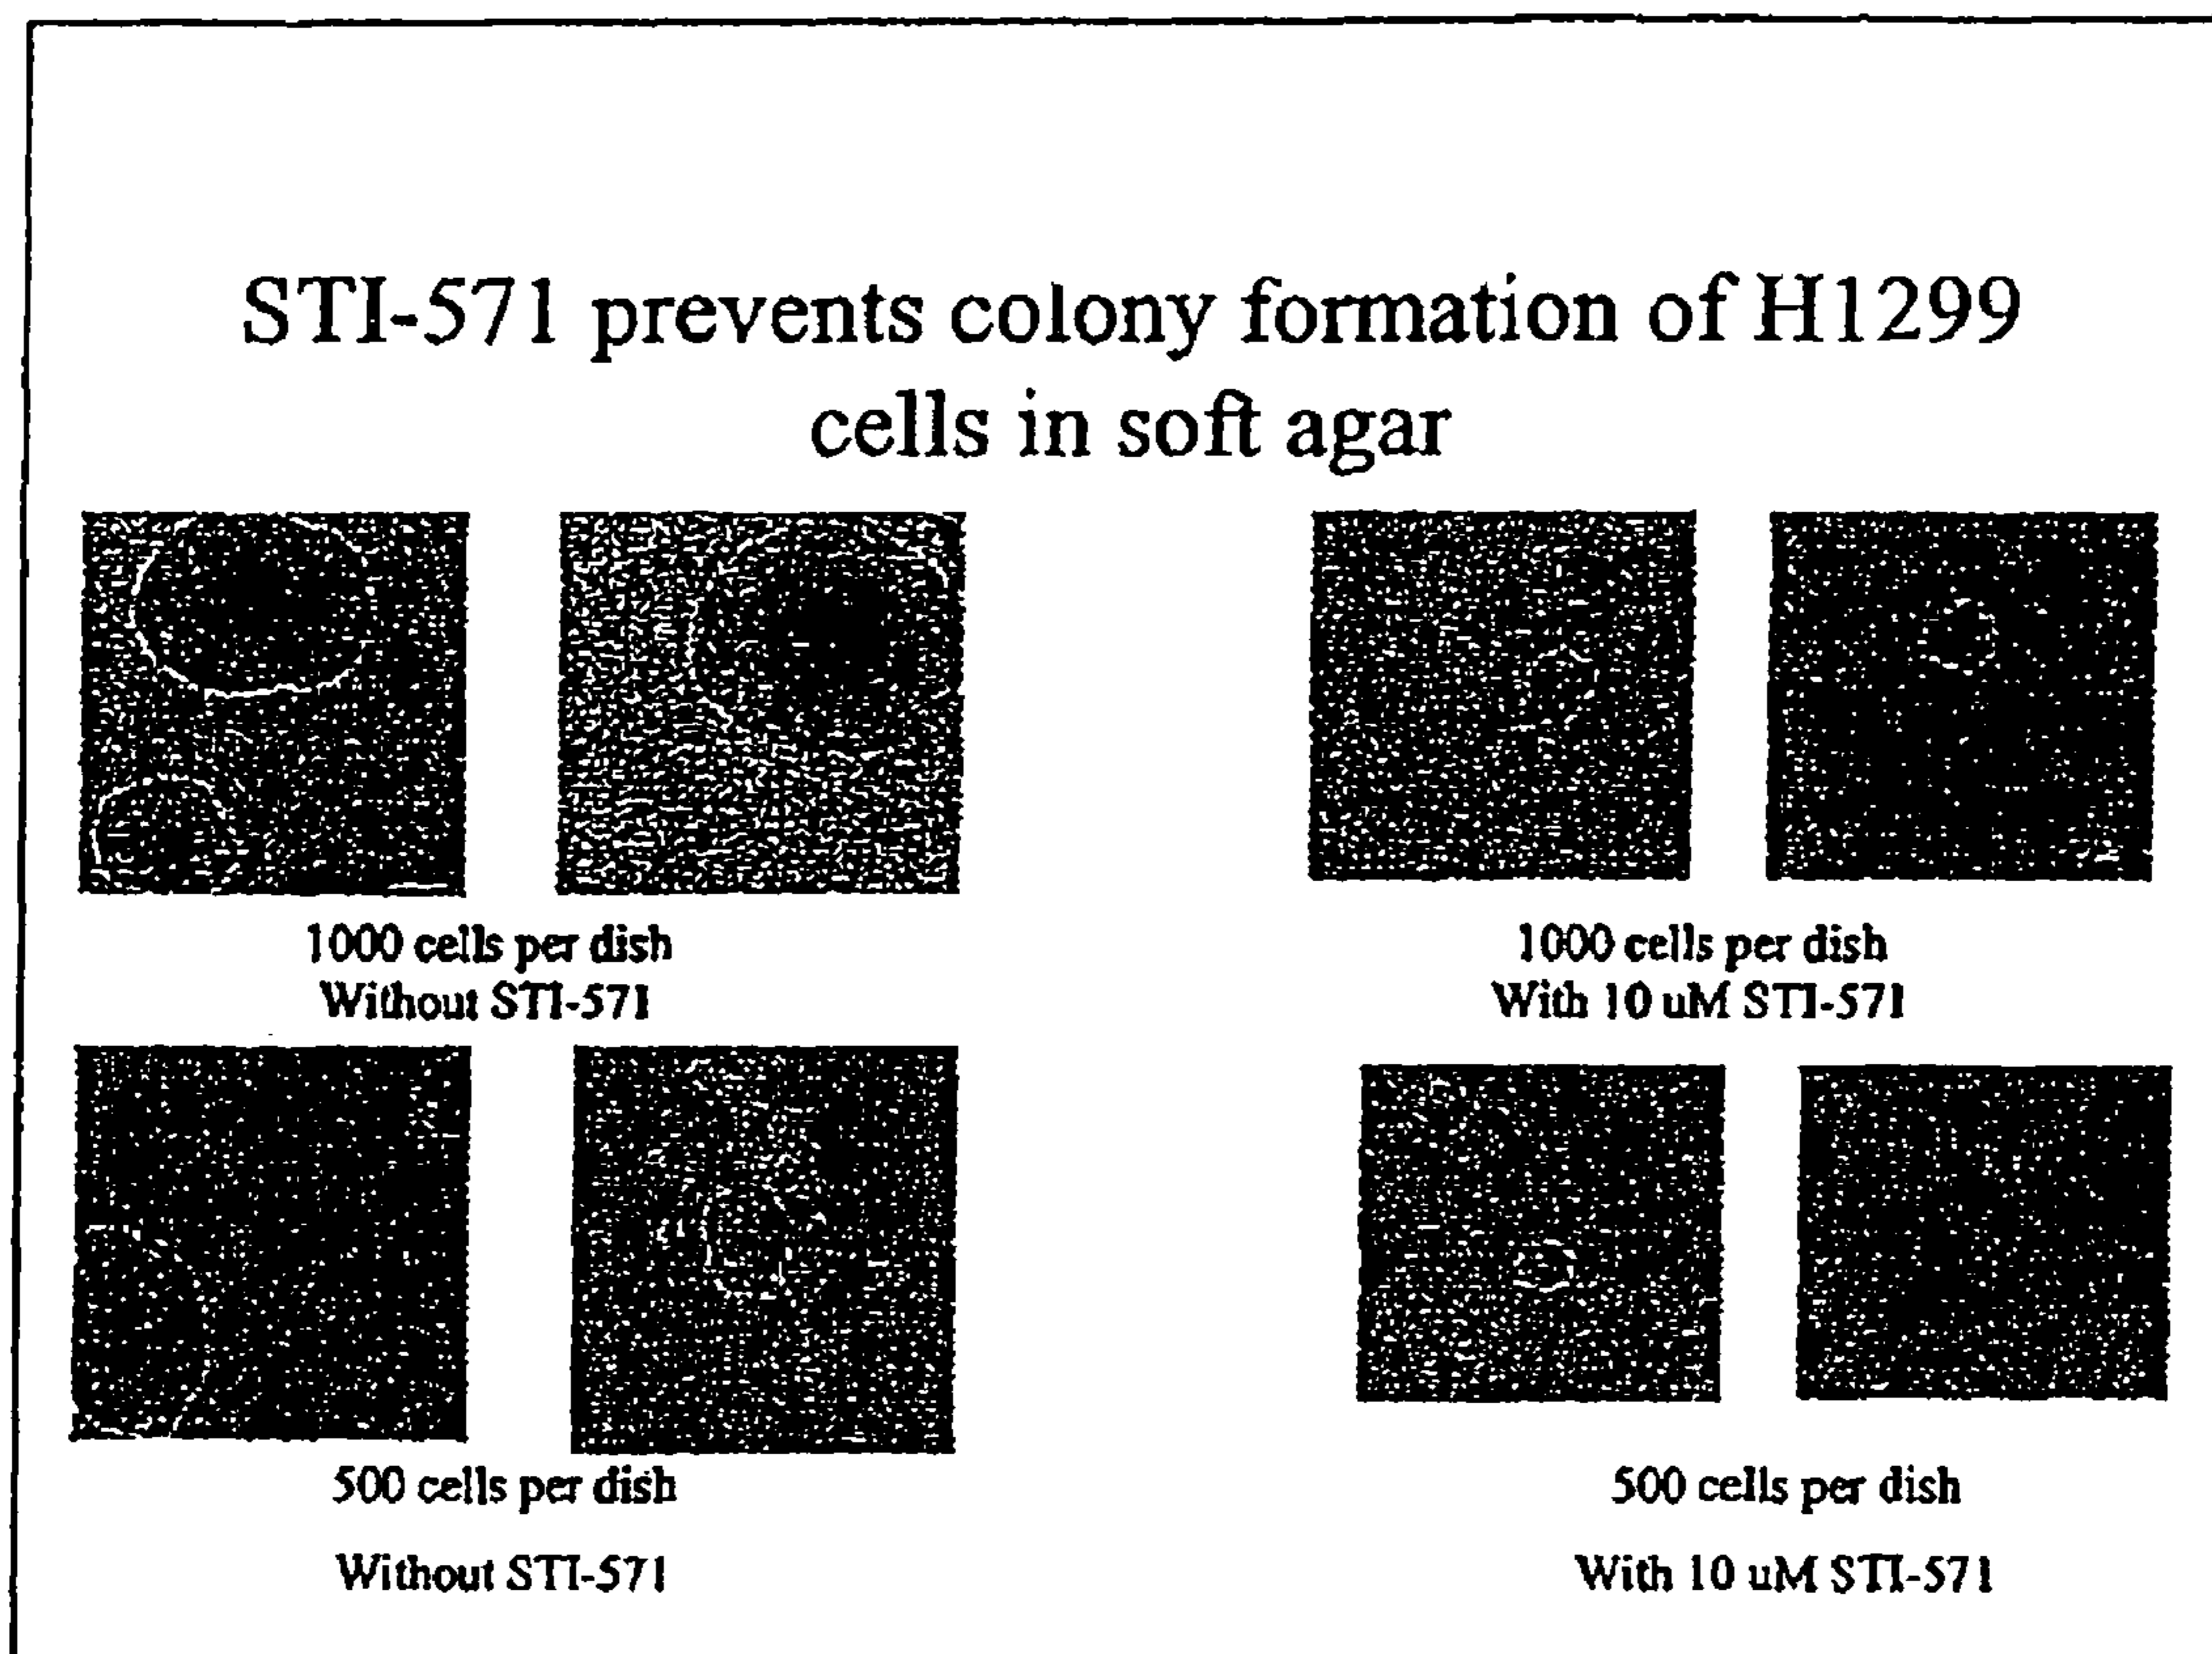 STI-571 prevents colony formation of H1299
cells in soft agar
1000 cells per dish
Without STI-571
1000 cells per dish
With 10 uM STI-571
500 cells per dish
Without STI-571
500 cells per dish
With 10 uM STI-571